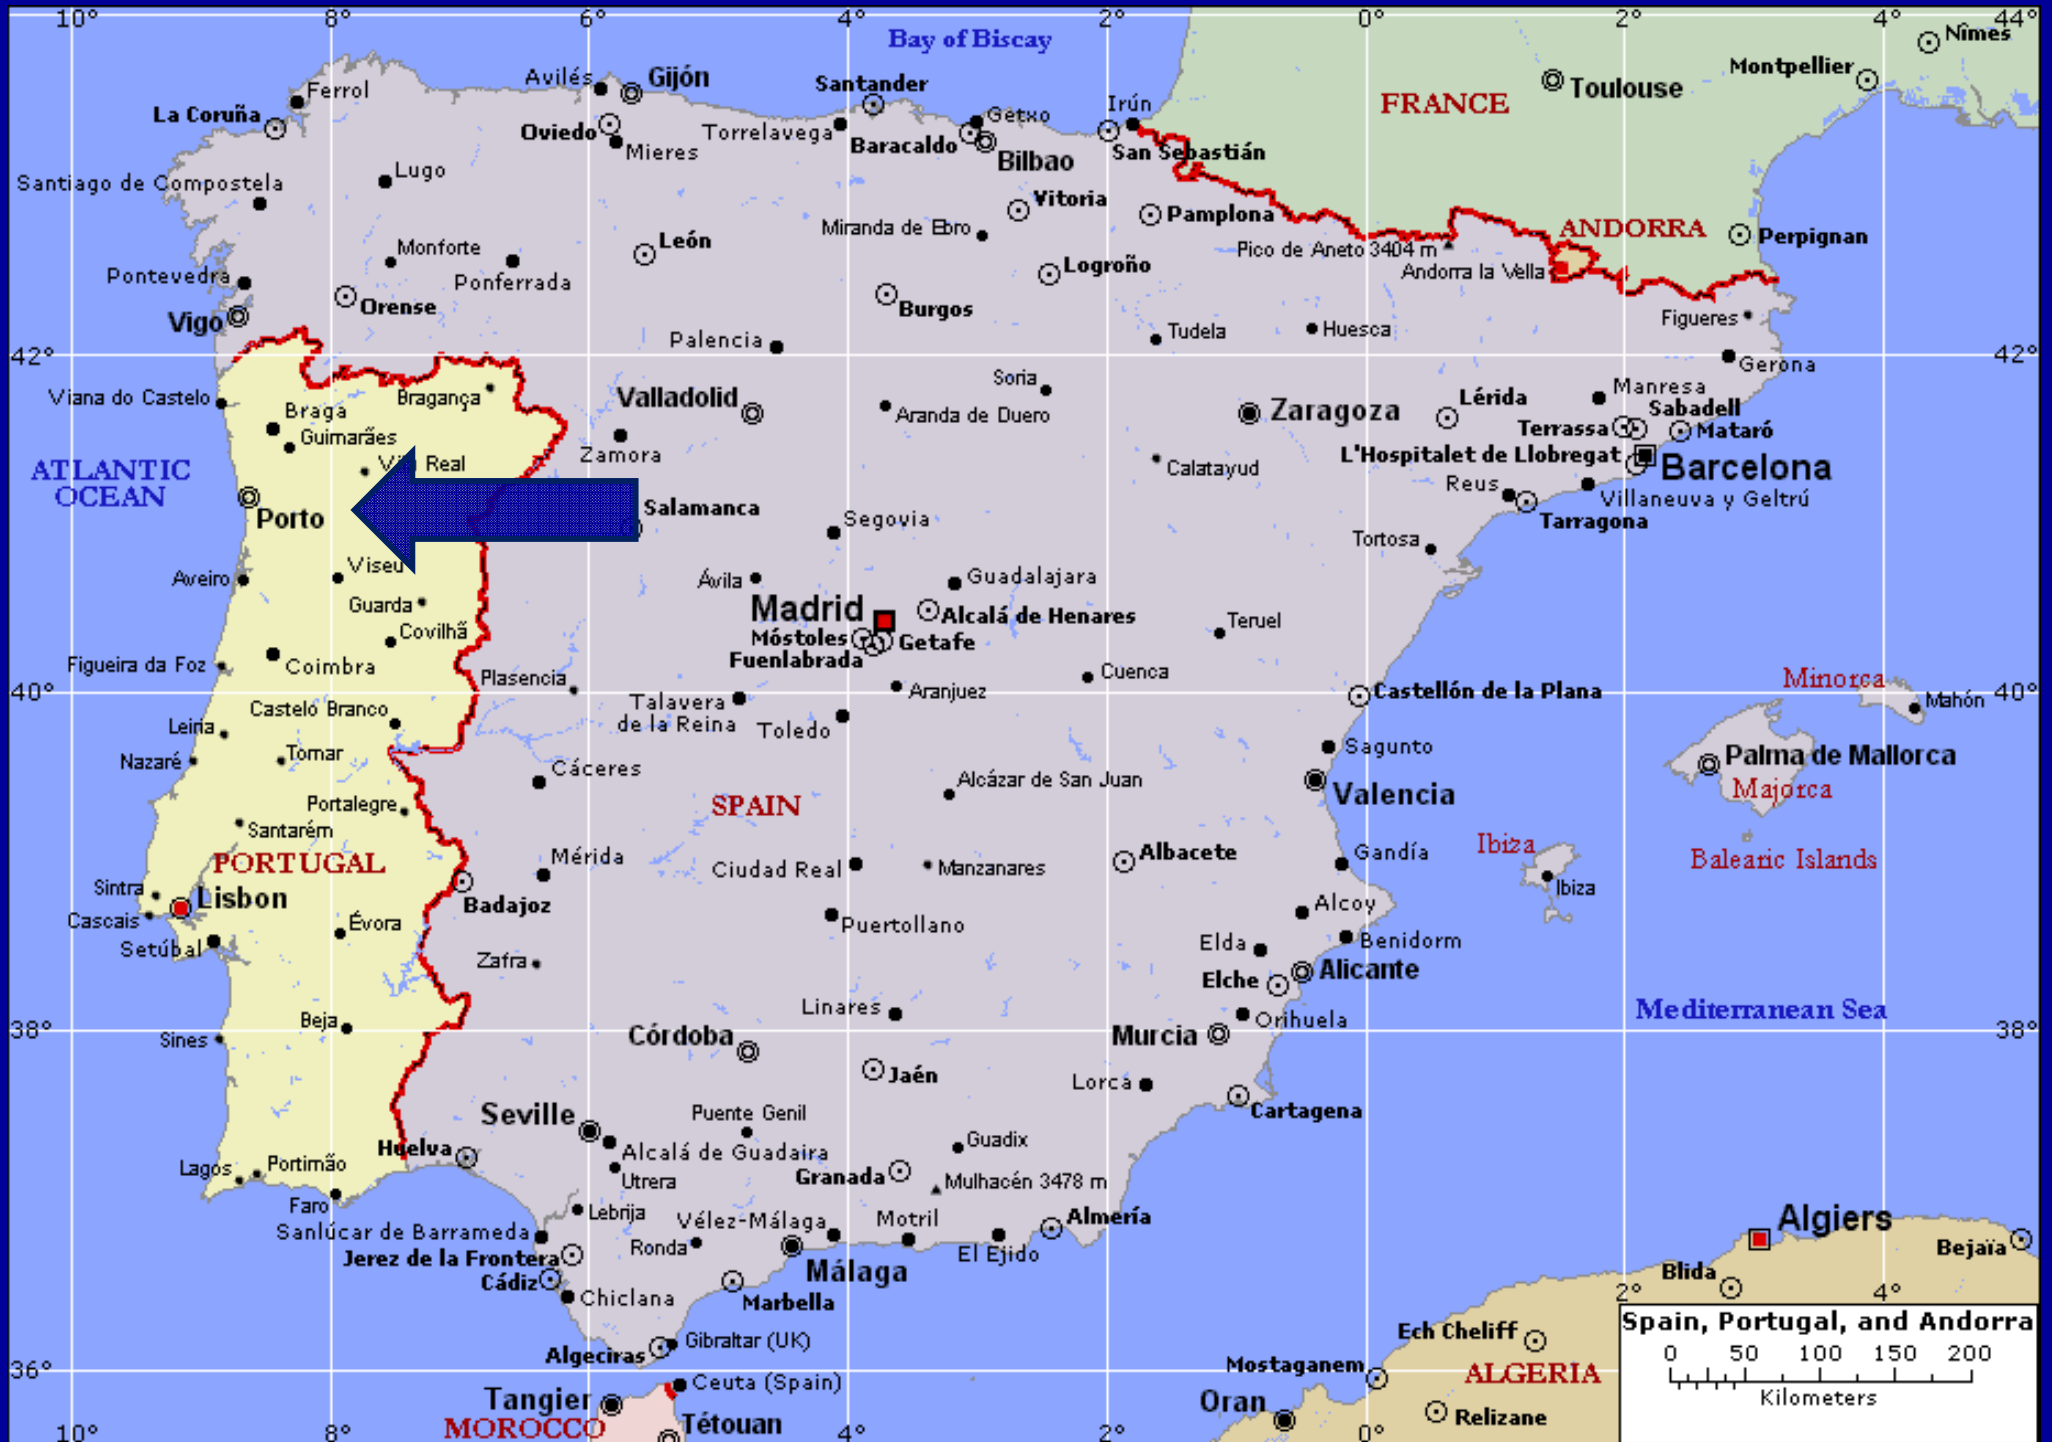 10°
6°
4°
2°
0°
2°
4°
44°
Bay of Biscay
Nîmes
Montpellier
Toulouse
FRANCE
Ferrol
La Coruña
Avilés
Gijón
Oviedo
Mieres
Santander
Torrelavega
Getxo
Baracaldo
Bilbao
Irún
San Sebastián
Santiago de Compostela
Lugo
Vitoria
Pamplona
Miranda de Ebro
ANDORRA
Perpignan
Pico de Aneto 3404 m
Andorra la Vella
León
Monforte
Ponferrada
Logroño
Pontevedra
Orense
Burgos
Vigo
Palencia
Tudela
Huesca
Figueres
42°
42°
Gerona
Viana do Castelo
Bragança
Braga
Guimarães
Valladolid
Soria
Aranda de Duero
Zaragoza
Lérida
Manresa
Sabadell
Terrassa
Mataró
Zamora
L'Hospitalet de Llobregat
Barcelona
Calatayud
Reus
Villaneuva y Geltrú
Tarragona
ATLANTIC
OCEAN
Vila Real
Porto
Salamanca
Segovia
Tortosa
Aveiro
Viseu
Ávila
Guadalajara
Guarda
Madrid
Alcalá de Henares
Teruel
Covilhã
Móstoles
Getafe
Fuenlabrada
Figueira da Foz
Coimbra
Plasencia
Talavera
de la Reina
Aranjuez
Cuenca
Toledo
40°
40°
Castellón de la Plana
Minorca
Mahón
Castelo Branco
Leiria
Nazaré
Tomar
Sagunto
Palma de Mallorca
Majorca
Cáceres
Alcázar de San Juan
Valencia
Portalegre
SPAIN
Santarém
PORTUGAL
Mérida
Ciudad Real
Manzanares
Albacete
Gandía
Ibiza
Ibiza
Balearic Islands
Sintra
Lisbon
Cascais
Setúbal
Évora
Badajoz
Puertollano
Alcoy
Elda
Benidorm
Zafra
Elche
Alicante
Linares
Orihuela
Mediterranean Sea
Beja
38°
38°
Sines
Córdoba
Murcia
Jaén
Lorca
Cartagena
Seville
Puente Genil
Huelva
Alcalá de Guadaira
Utrera
Guadix
Granada
Mulhacén 3478 m
Lagos
Portimão
Faro
Lebrija
Sanlúcar de Barrameda
Vélez-Málaga
Motril
Almería
Ronda
El Ejido
Jerez de la Frontera
Málaga
Cádiz
Chiclana
Marbella
Algiers
Bejaïa
Blida
2°
4°
Gibraltar (UK)
Algeciras
Ech Cheliff
Mostaganem
ALGERIA
36°
Ceuta (Spain)
Tangier
MOROCCO
Tétouan
Oran
Relizane
Spain, Portugal, and Andorra
0 50 100 150 200
Kilometers
10°
8°
4°
2°
0°